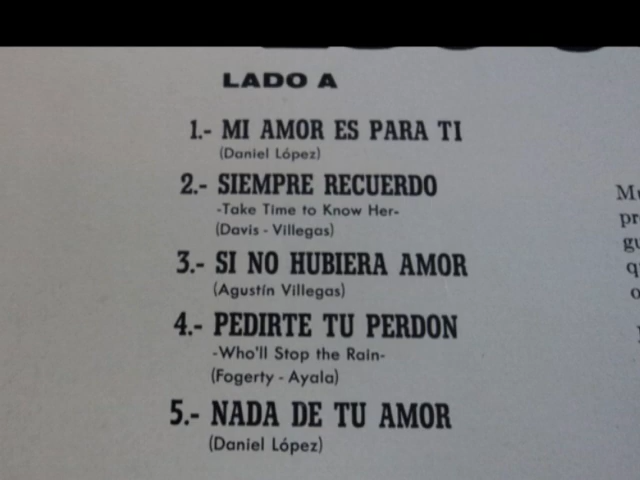 LADO A
1.- MI AMOR ES PARA TI
(Daniel López)
2.- SIEMPRE RECUERDO
-Take Time to Know Her-
(Davis - Villegas)
3.- SI NO HUBIERA AMOR
(Agustín Villegas)
4.- PEDIRTE TU PERDON
-Who'll Stop the Rain-
(Fogerty - Ayala)
5.- NADA DE TU AMOR
(Daniel López)